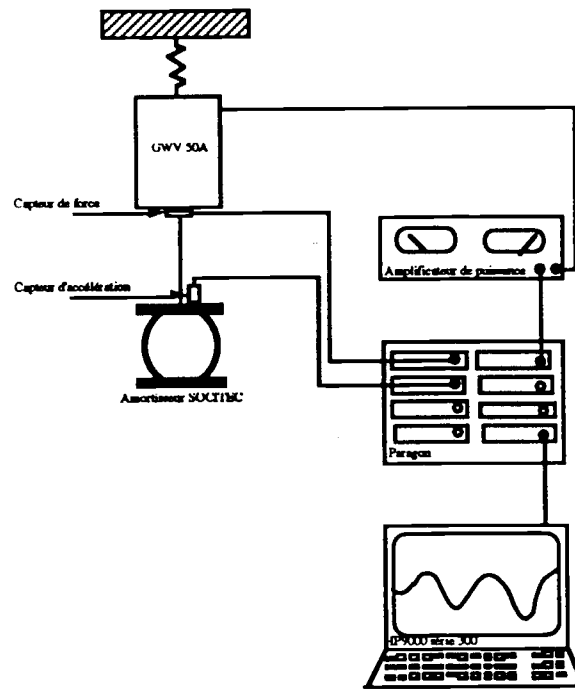 GWV 50A
Capteur de force
Amplificateur de puissance
Capteur d'accélération
Amortisseur SOCITEC
Paragon
HP9000 série 300